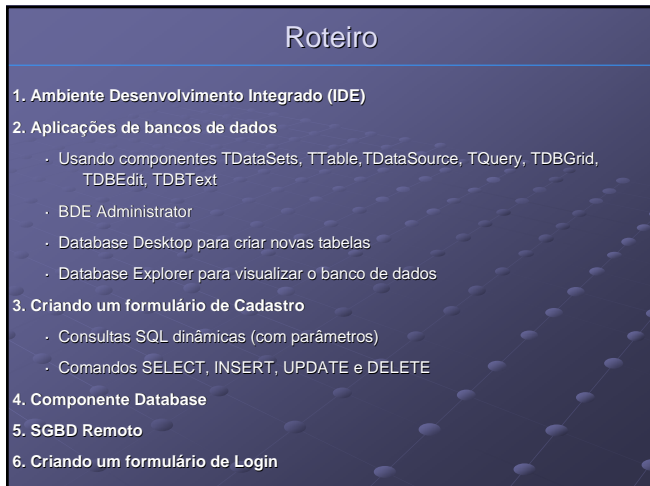 Roteiro
1. Ambiente Desenvolvimento Integrado (IDE)
2. Aplicações de bancos de dados
· Usando componentes TDataSets, TTable,TDataSource, TQuery, TDBGrid,
TDBEdit, TDBText
· BDE Administrator
· Database Desktop para criar novas tabelas
· Database Explorer para visualizar o banco de dados
3. Criando um formulário de Cadastro
· Consultas SQL dinâmicas (com parâmetros)
· Comandos SELECT, INSERT, UPDATE e DELETE
4. Componente Database
5. SGBD Remoto
6. Criando um formulário de Login